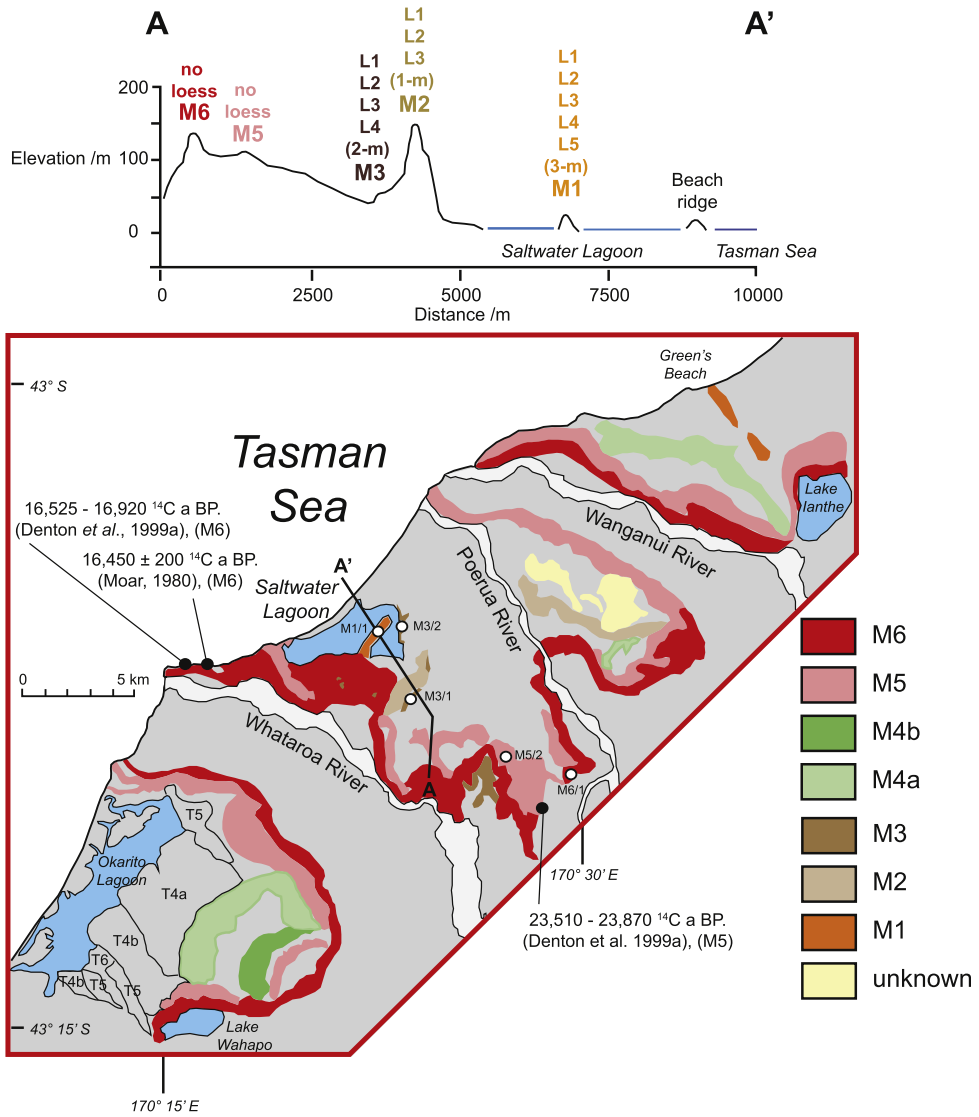 A
A’
no
loess
M6
no
loess
M5
L1
L2
L3
L4
(2-m)
M3
L1
L2
L3
(1-m)
M2
L1
L2
L3
L4
L5
(3-m)
M1
Beach
ridge
Elevation /m
200
100
0
Saltwater Lagoon
Tasman Sea
0
2500
5000
7500
10000
Distance /m
43° S
Green’s
Beach
Tasman
Sea
Lake
Ianthe
16,525 - 16,920 ¹⁴C a BP.
(Denton et al., 1999a), (M6)
16,450 ± 200 ¹⁴C a BP.
(Moar, 1980), (M6)
Wanganui River
Poerua River
A’
Saltwater
Lagoon
M1/1
M3/2
M3/1
0
5 km
Whataroa River
M5/2
M6/1
A
T5
Okarito
Lagoon
T4a
T4b
T6
T4b
T5
T5
170° 30’ E
23,510 - 23,870 ¹⁴C a BP.
(Denton et al. 1999a), (M5)
43° 15’ S
Lake
Wahapo
170° 15’ E
M6
M5
M4b
M4a
M3
M2
M1
unknown